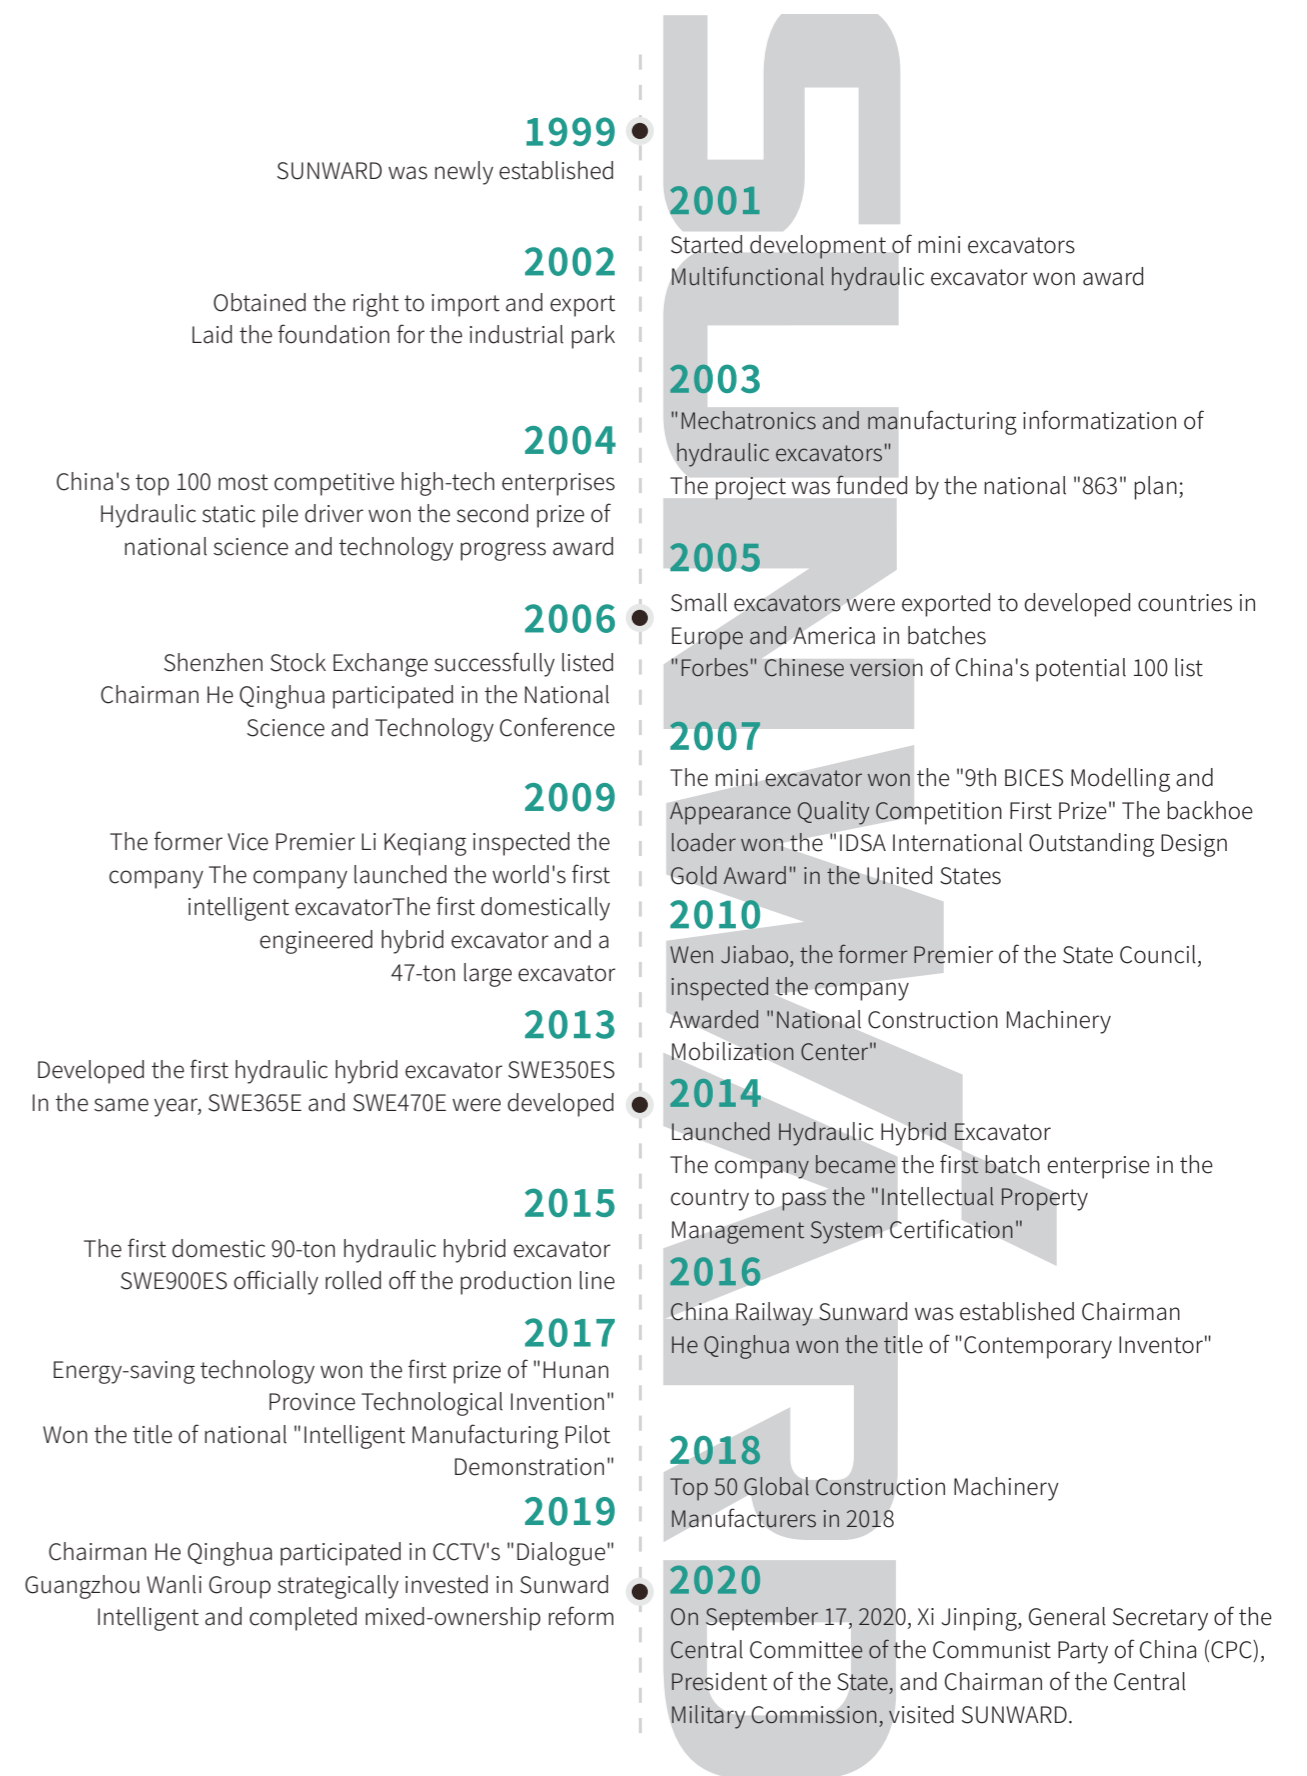 SUNWARD
1999
SUNWARD was newly established
2001
Started development of mini excavators
Multifunctional hydraulic excavator won award
2002
Obtained the right to import and export
Laid the foundation for the industrial park
2003
"Mechatronics and manufacturing informatization of
hydraulic excavators"
The project was funded by the national "863" plan;
2004
China's top 100 most competitive high-tech enterprises
Hydraulic static pile driver won the second prize of
national science and technology progress award
2005
Small excavators were exported to developed countries in
Europe and America in batches
"Forbes" Chinese version of China's potential 100 list
2006
Shenzhen Stock Exchange successfully listed
Chairman He Qinghua participated in the National
Science and Technology Conference
2007
The mini excavator won the "9th BICES Modelling and
Appearance Quality Competition First Prize" The backhoe
loader won the "IDSA International Outstanding Design
Gold Award" in the United States
2009
The former Vice Premier Li Keqiang inspected the
company The company launched the world's first
intelligent excavatorThe first domestically
engineered hybrid excavator and a
47-ton large excavator
2010
Wen Jiabao, the former Premier of the State Council,
inspected the company
Awarded "National Construction Machinery
Mobilization Center"
2013
Developed the first hydraulic hybrid excavator SWE350ES
In the same year, SWE365E and SWE470E were developed
2014
Launched Hydraulic Hybrid Excavator
The company became the first batch enterprise in the
country to pass the "Intellectual Property
Management System Certification"
2015
The first domestic 90-ton hydraulic hybrid excavator
SWE900ES officially rolled off the production line
2016
China Railway Sunward was established Chairman
He Qinghua won the title of "Contemporary Inventor"
2017
Energy-saving technology won the first prize of "Hunan
Province Technological Invention"
Won the title of national "Intelligent Manufacturing Pilot
Demonstration"
2018
Top 50 Global Construction Machinery
Manufacturers in 2018
2019
Chairman He Qinghua participated in CCTV's "Dialogue"
Guangzhou Wanli Group strategically invested in Sunward
Intelligent and completed mixed-ownership reform
2020
On September 17, 2020, Xi Jinping, General Secretary of the
Central Committee of the Communist Party of China (CPC),
President of the State, and Chairman of the Central
Military Commission, visited SUNWARD.